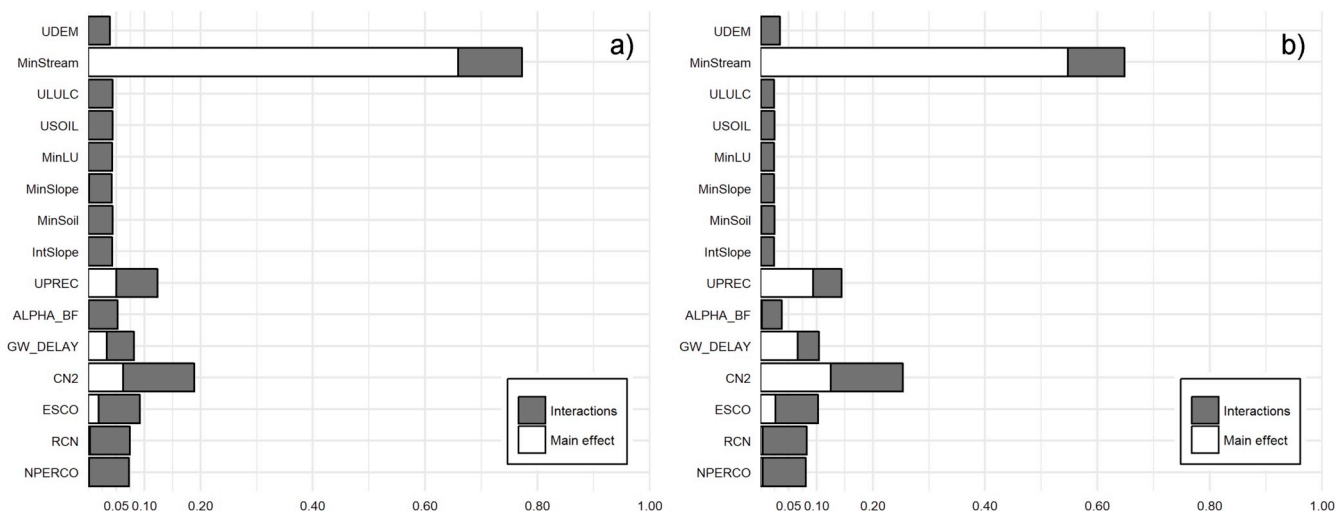 a)
UDEM
MinStream
ULULC
USOIL
MinLU
MinSlope
MinSoil
IntSlope
UPREC
ALPHA_BF
GW_DELAY
CN2
ESCO
RCN
NPERCO
Interactions
Main effect
0.05 0.10 0.20 0.40 0.60 0.80 1.00
b)
UDEM
MinStream
ULULC
USOIL
MinLU
MinSlope
MinSoil
IntSlope
UPREC
ALPHA_BF
GW_DELAY
CN2
ESCO
RCN
NPERCO
Interactions
Main effect
0.05 0.10 0.20 0.40 0.60 0.80 1.00